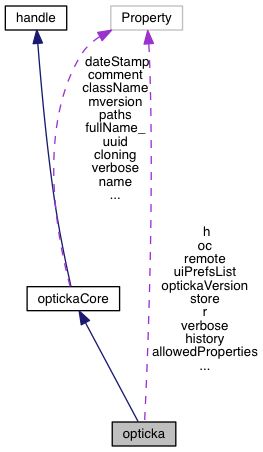 handle
Property
dateStamp
comment
className
mversion
paths
fullName_
uuid
cloning
verbose
name
...
h
oc
remote
uiPrefsList
optickaVersion
store
r
verbose
history
allowedProperties
...
optickaCore
opticka